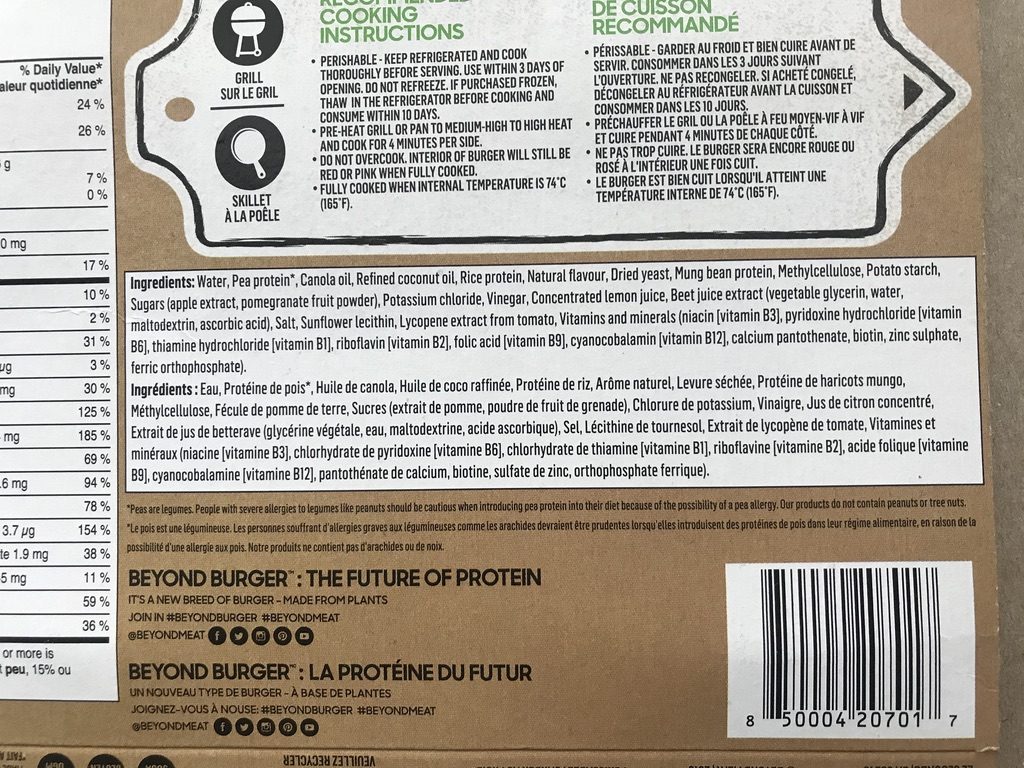 % Daily Value*
aleur quotidienne*
24 %
26 %
g
7 %
0 %
0 mg
17 %
10 %
2 %
31 %
µg
3 %
mg
30 %
125 %
mg
185 %
69 %
.6 mg
94 %
78 %
3.7 µg
154 %
te 1.9 mg
38 %
5 mg
11 %
59 %
36 %
or more is
peu, 15% ou
GRILL
SUR LE GRIL
SKILLET
À LA POÊLE
RECOMMENDED
COOKING
INSTRUCTIONS
• PERISHABLE - KEEP REFRIGERATED AND COOK
THOROUGHLY BEFORE SERVING. USE WITHIN 3 DAYS OF
OPENING. DO NOT REFREEZE. IF PURCHASED FROZEN,
THAW IN THE REFRIGERATOR BEFORE COOKING AND
CONSUME WITHIN 10 DAYS.
• PRE-HEAT GRILL OR PAN TO MEDIUM-HIGH TO HIGH HEAT
AND COOK FOR 4 MINUTES PER SIDE.
• DO NOT OVERCOOK. INTERIOR OF BURGER WILL STILL BE
RED OR PINK WHEN FULLY COOKED.
• FULLY COOKED WHEN INTERNAL TEMPERATURE IS 74°C
(165°F).
DE CUISSON
RECOMMANDÉ
• PÉRISSABLE - GARDER AU FROID ET BIEN CUIRE AVANT DE
SERVIR. CONSOMMER DANS LES 3 JOURS SUIVANT
L'OUVERTURE. NE PAS RECONGELER. SI ACHETÉ CONGELÉ,
DÉCONGELER AU RÉFRIGÉRATEUR AVANT LA CUISSON ET
CONSOMMER DANS LES 10 JOURS.
• PRÉCHAUFFER LE GRIL OU LA POÊLE À FEU MOYEN-VIF À VIF
ET CUIRE PENDANT 4 MINUTES DE CHAQUE CÔTÉ.
• NE PAS TROP CUIRE. LE BURGER SERA ENCORE ROUGE OU
ROSÉ À L'INTÉRIEUR UNE FOIS CUIT.
• LE BURGER EST BIEN CUIT LORSQU'IL ATTEINT UNE
TEMPÉRATURE INTERNE DE 74°C (165°F).
Ingredients: Water, Pea protein*, Canola oil, Refined coconut oil, Rice protein, Natural flavour, Dried yeast, Mung bean protein, Methylcellulose, Potato starch,
Sugars (apple extract, pomegranate fruit powder), Potassium chloride, Vinegar, Concentrated lemon juice, Beet juice extract (vegetable glycerin, water,
maltodextrin, ascorbic acid), Salt, Sunflower lecithin, Lycopene extract from tomato, Vitamins and minerals (niacin [vitamin B3], pyridoxine hydrochloride [vitamin
B6], thiamine hydrochloride [vitamin B1], riboflavin [vitamin B2], folic acid [vitamin B9], cyanocobalamin [vitamin B12], calcium pantothenate, biotin, zinc sulphate,
ferric orthophosphate).
Ingrédients : Eau, Protéine de pois*, Huile de canola, Huile de coco raffinée, Protéine de riz, Arôme naturel, Levure séchée, Protéine de haricots mungo,
Méthylcellulose, Fécule de pomme de terre, Sucres (extrait de pomme, poudre de fruit de grenade), Chlorure de potassium, Vinaigre, Jus de citron concentré,
Extrait de jus de betterave (glycérine végétale, eau, maltodextrine, acide ascorbique), Sel, Lécithine de tournesol, Extrait de lycopène de tomate, Vitamines et
minéraux (niacine [vitamine B3], chlorhydrate de pyridoxine [vitamine B6], chlorhydrate de thiamine [vitamine B1], riboflavine [vitamine B2], acide folique [vitamine
B9], cyanocobalamine [vitamine B12], pantothénate de calcium, biotine, sulfate de zinc, orthophosphate ferrique).
*Peas are legumes. People with severe allergies to legumes like peanuts should be cautious when introducing pea protein into their diet because of the possibility of a pea allergy. Our products do not contain peanuts or tree nuts.
*Le pois est une légumineuse. Les personnes souffrant d'allergies graves aux légumineuses comme les arachides devraient être prudentes lorsqu'elles introduisent des protéines de pois dans leur régime alimentaire, en raison de la
possibilité d'une allergie aux pois. Notre produits ne contient pas d'arachides ou de noix.
BEYOND BURGER™ : THE FUTURE OF PROTEIN
IT'S A NEW BREED OF BURGER - MADE FROM PLANTS
JOIN IN #BEYONDBURGER #BEYONDMEAT
@BEYONDMEAT
BEYOND BURGER™ : LA PROTÉINE DU FUTUR
UN NOUVEAU TYPE DE BURGER - À BASE DE PLANTES
JOIGNEZ-VOUS À NOUSE: #BEYONDBURGER #BEYONDMEAT
@BEYONDMEAT
8 50004 20701 7
VEUILLEZ RECYCLER